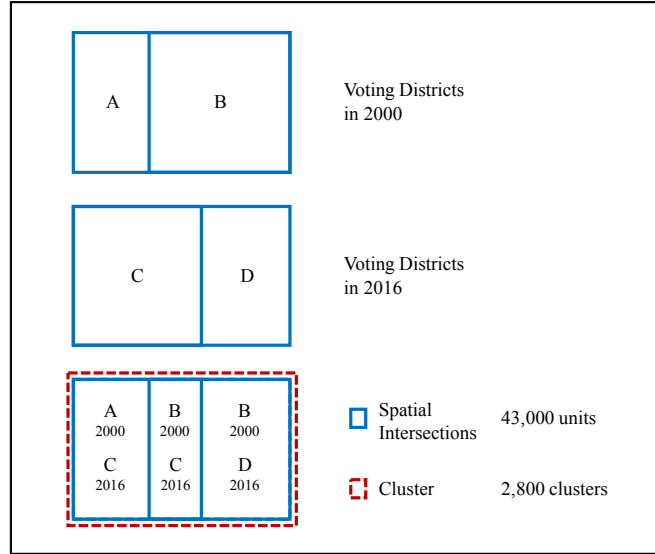 A
B
Voting Districts
in 2000
C
D
Voting Districts
in 2016
A
2000
B
2000
B
2000
C
2016
C
2016
D
2016
Spatial
Intersections
43,000 units
Cluster
2,800 clusters